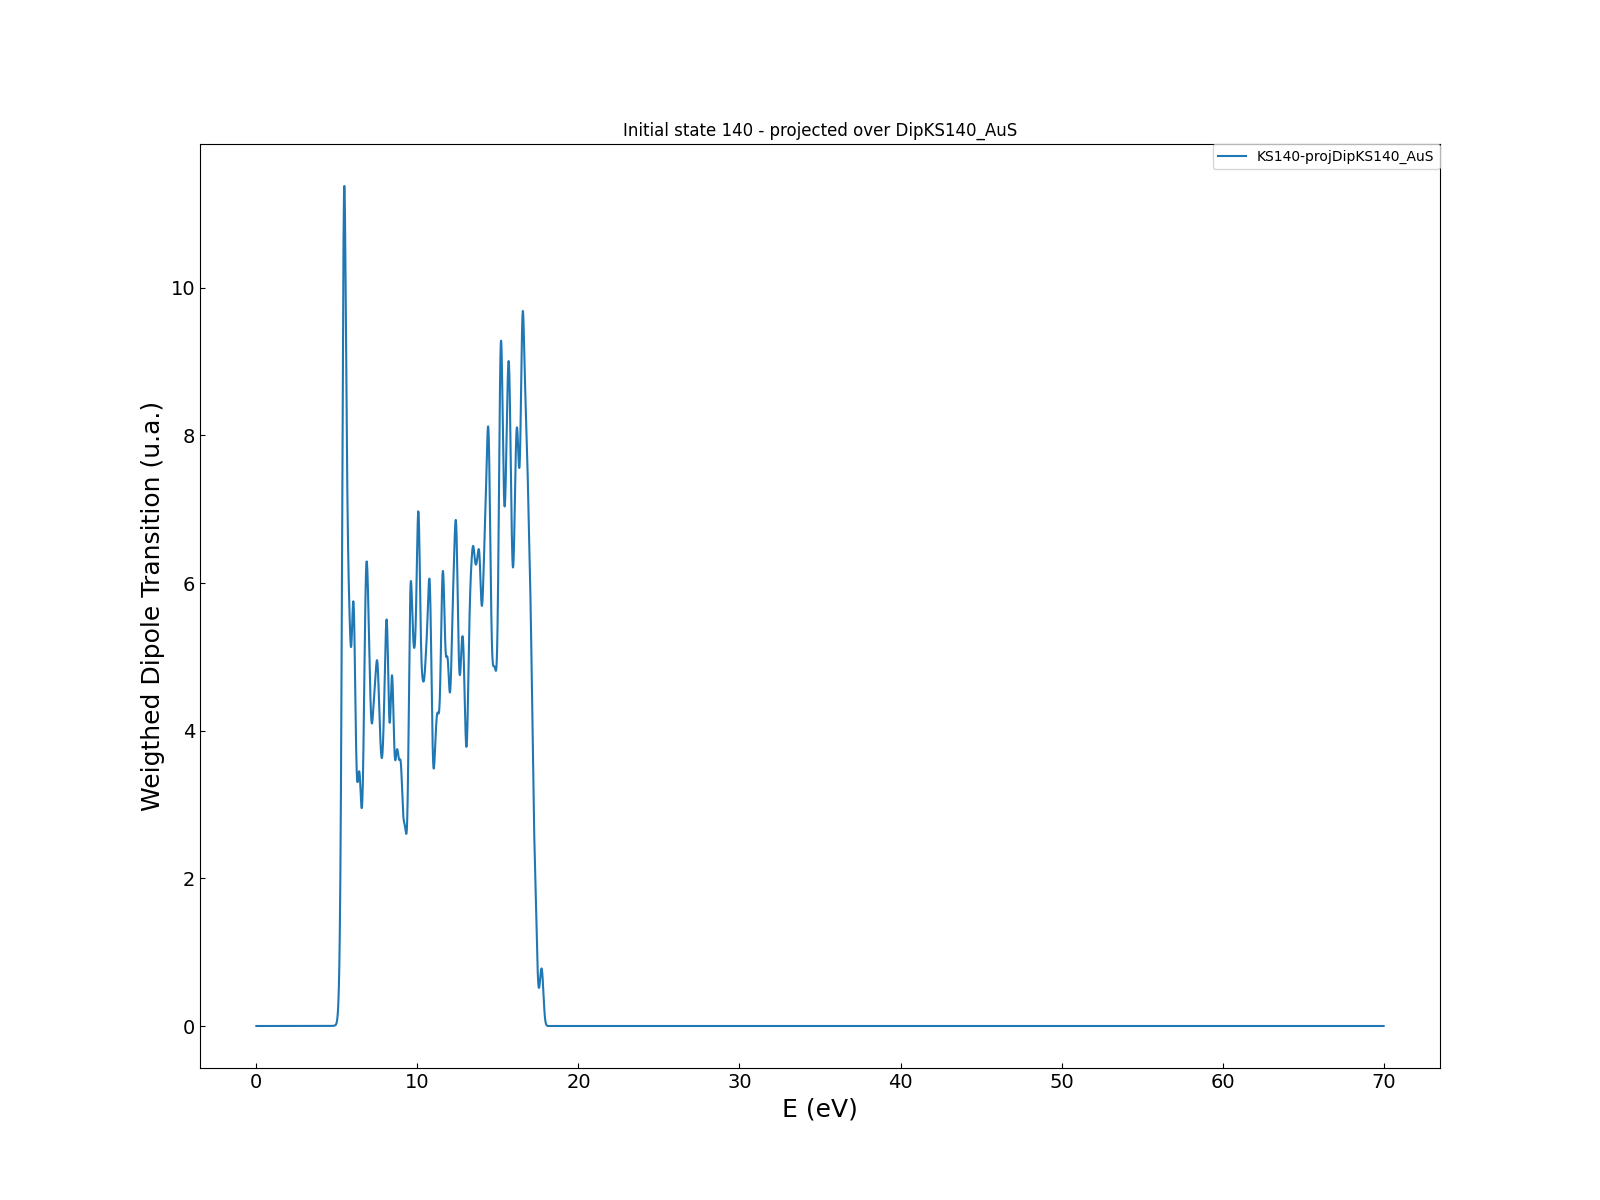 Initial state 140 - projected over DipKS140_AuS
KS140-projDipKS140_AuS
Weigthed Dipole Transition (u.a.)
10
8
6
4
2
0
0 10 20 30 40 50 60 70
E (eV)